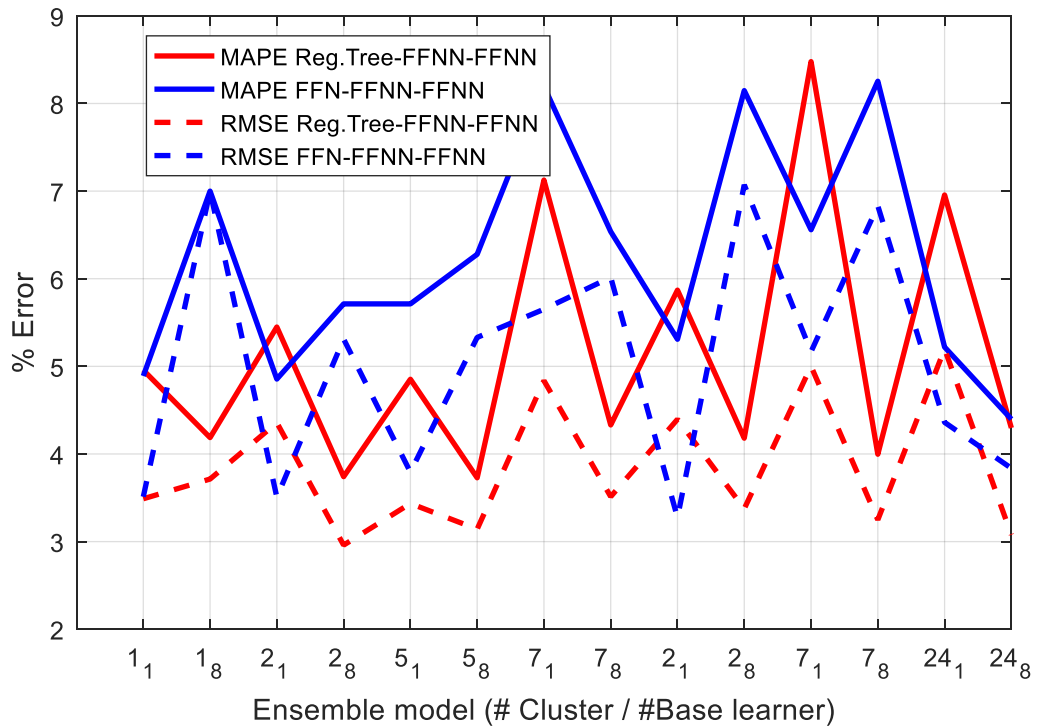 9
8
7
6
5
4
3
2
% Error
MAPE Reg.Tree-FFNN-FFNN
MAPE FFN-FFNN-FFNN
RMSE Reg.Tree-FFNN-FFNN
RMSE FFN-FFNN-FFNN
1₁ 1₈ 2₁ 2₈ 5₁ 5₈ 7₁ 7₈ 2₁ 2₈ 7₁ 7₈ 24₁ 24₈
Ensemble model (# Cluster / #Base learner)